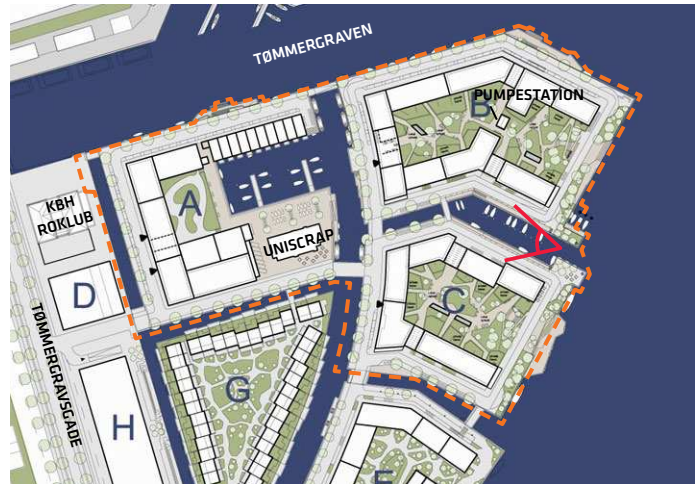 TØMMERGRAVEN
PUMPESTATION
B
KBH
ROKLUB
A
UNISCRAP
D
C
TØMMERGRAVSGADE
G
H